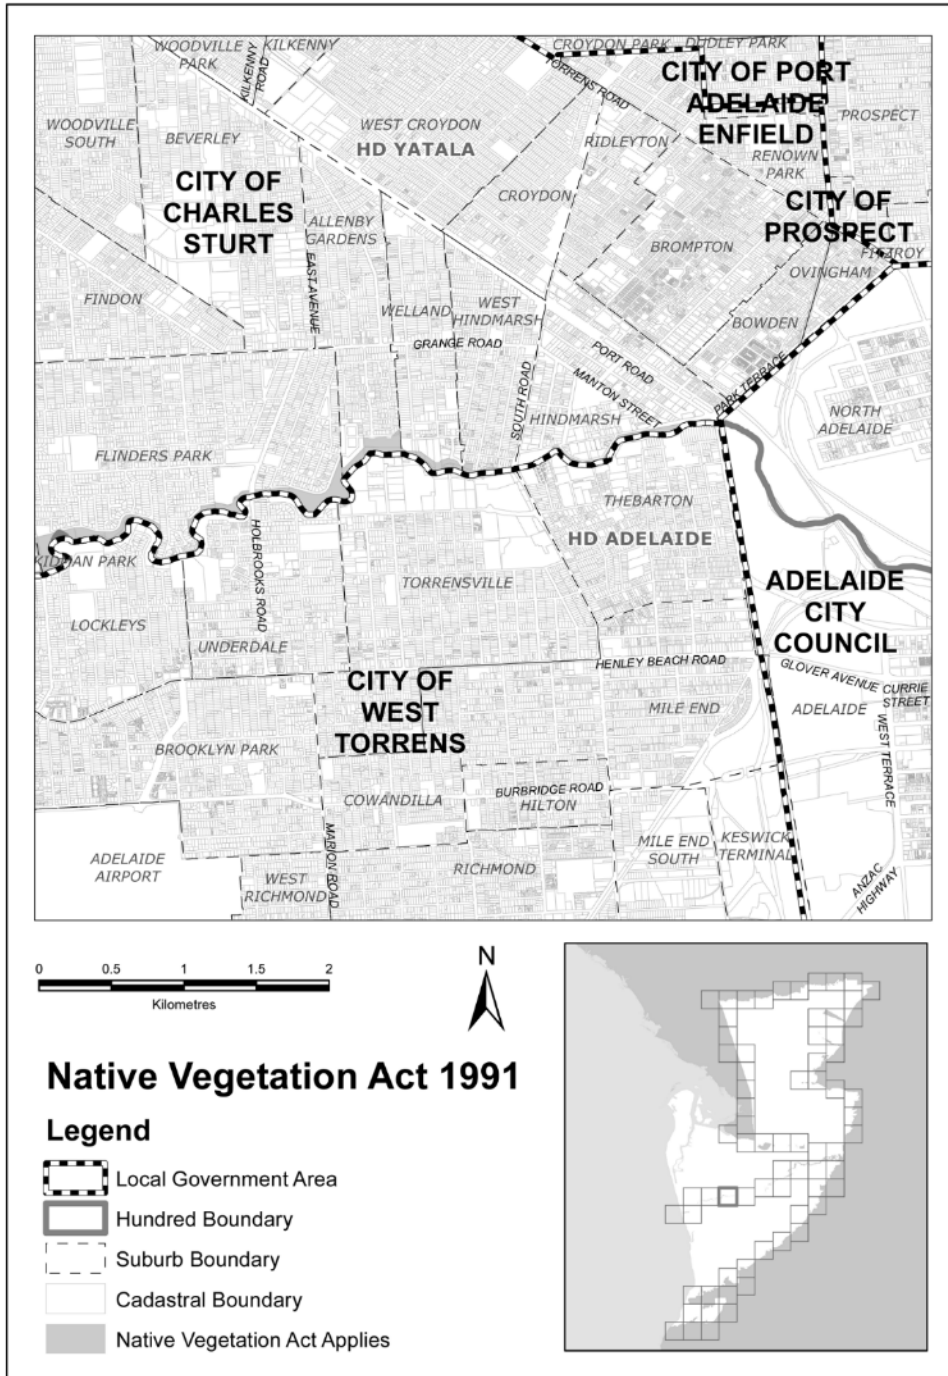 WOODVILLE
PARK
KILKENNY
KILKENNY
ROAD
CROYDON PARK
DUDLEY PARK
TORRENS ROAD
CITY OF PORT
ADELAIDE
ENFIELD
PROSPECT
WOODVILLE
SOUTH
BEVERLEY
WEST CROYDON
HD YATALA
RIDLEYTON
RENOWN
PARK
CITY OF
CHARLES
STURT
CROYDON
CITY OF
PROSPECT
ALLENBY
GARDENS
BROMPTON
FITZROY
OVINGHAM
EAST AVENUE
FINDON
WELLAND
WEST
HINDMARSH
BOWDEN
GRANGE ROAD
PORT ROAD
MANTON STREET
PARK TERRACE
SOUTH ROAD
HINDMARSH
NORTH
ADELAIDE
FLINDERS PARK
THEBARTON
HD ADELAIDE
HOLBROOKS ROAD
KIDMAN PARK
TORRENSVILLE
ADELAIDE
CITY
COUNCIL
LOCKLEYS
UNDERDALE
HENLEY BEACH ROAD
GLOVER AVENUE
CURRIE
STREET
CITY OF
WEST
TORRENS
MILE END
ADELAIDE
WEST TERRACE
BROOKLYN PARK
COWANDILLA
BURBRIDGE ROAD
HILTON
MARION ROAD
MILE END
SOUTH
KESWICK
TERMINAL
ADELAIDE
AIRPORT
WEST
RICHMOND
RICHMOND
ANZAC
HIGHWAY
0 0.5 1 1.5 2
Kilometres
N
Native Vegetation Act 1991
Legend
Local Government Area
Hundred Boundary
Suburb Boundary
Cadastral Boundary
Native Vegetation Act Applies